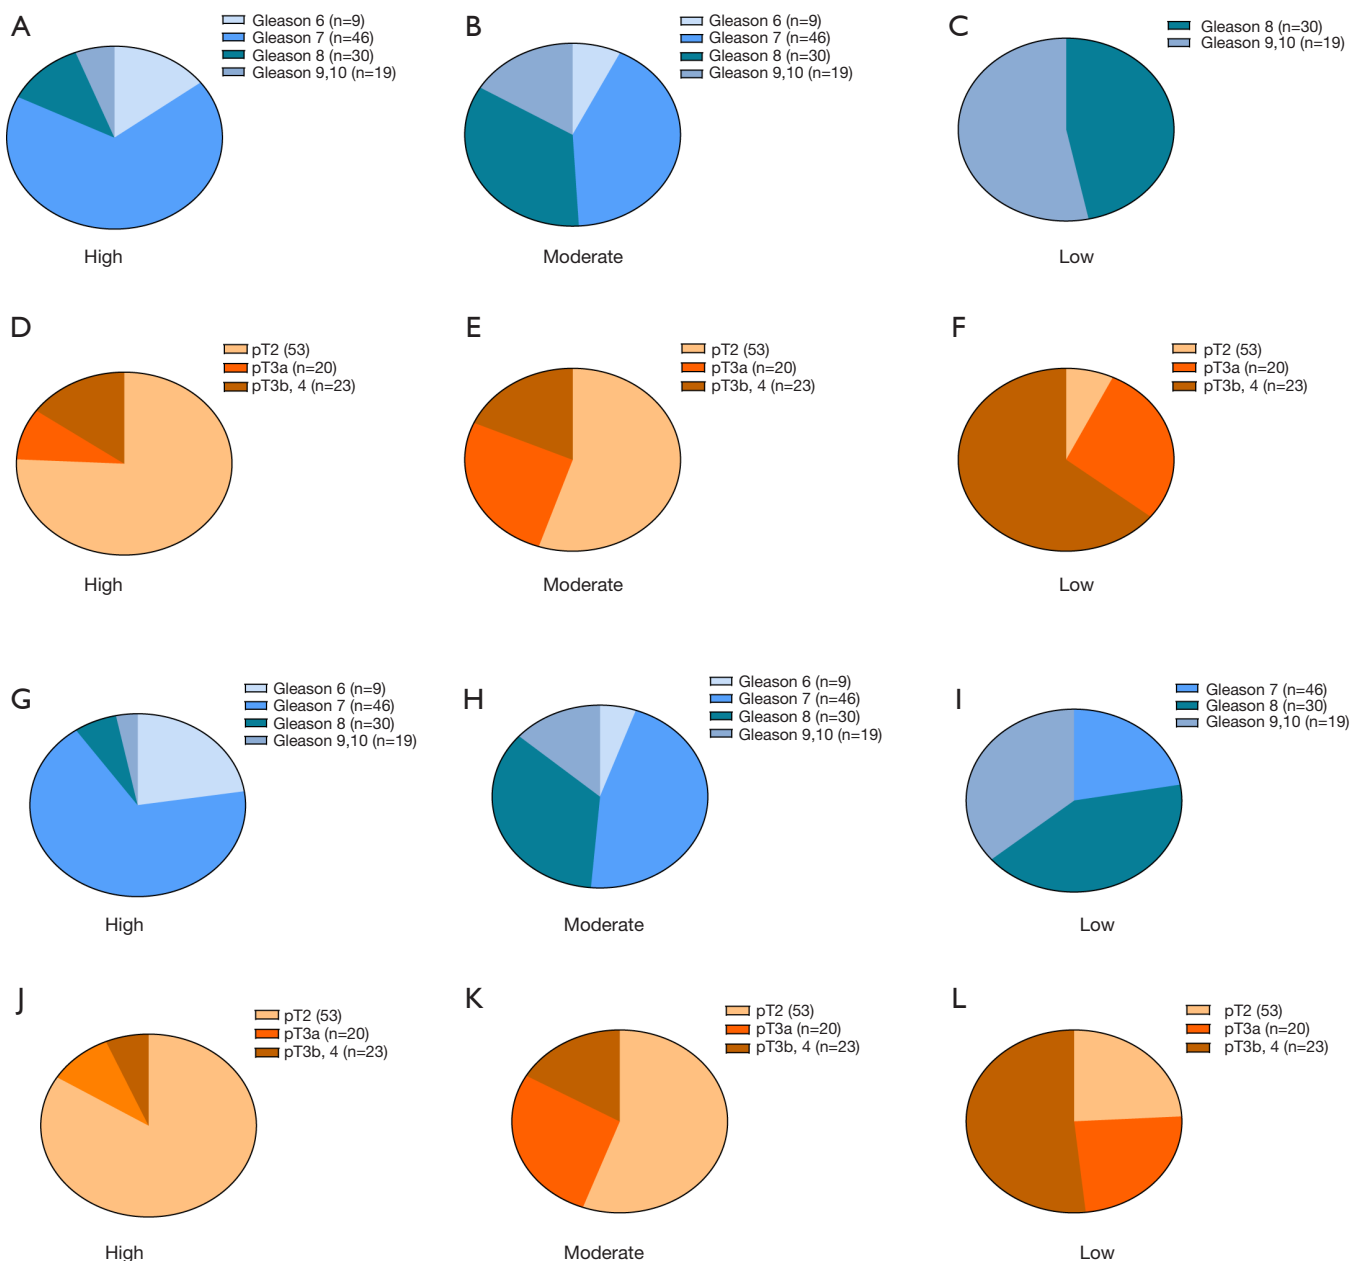 A
Gleason 6 (n=9)
Gleason 7 (n=46)
Gleason 8 (n=30)
Gleason 9,10 (n=19)
High
B
Gleason 6 (n=9)
Gleason 7 (n=46)
Gleason 8 (n=30)
Gleason 9,10 (n=19)
Moderate
C
Gleason 8 (n=30)
Gleason 9,10 (n=19)
Low
D
pT2 (53)
pT3a (n=20)
pT3b, 4 (n=23)
High
E
pT2 (53)
pT3a (n=20)
pT3b, 4 (n=23)
Moderate
F
pT2 (53)
pT3a (n=20)
pT3b, 4 (n=23)
Low
G
Gleason 6 (n=9)
Gleason 7 (n=46)
Gleason 8 (n=30)
Gleason 9,10 (n=19)
High
H
Gleason 6 (n=9)
Gleason 7 (n=46)
Gleason 8 (n=30)
Gleason 9,10 (n=19)
Moderate
I
Gleason 7 (n=46)
Gleason 8 (n=30)
Gleason 9,10 (n=19)
Low
J
pT2 (53)
pT3a (n=20)
pT3b, 4 (n=23)
High
K
pT2 (53)
pT3a (n=20)
pT3b, 4 (n=23)
Moderate
L
pT2 (53)
pT3a (n=20)
pT3b, 4 (n=23)
Low